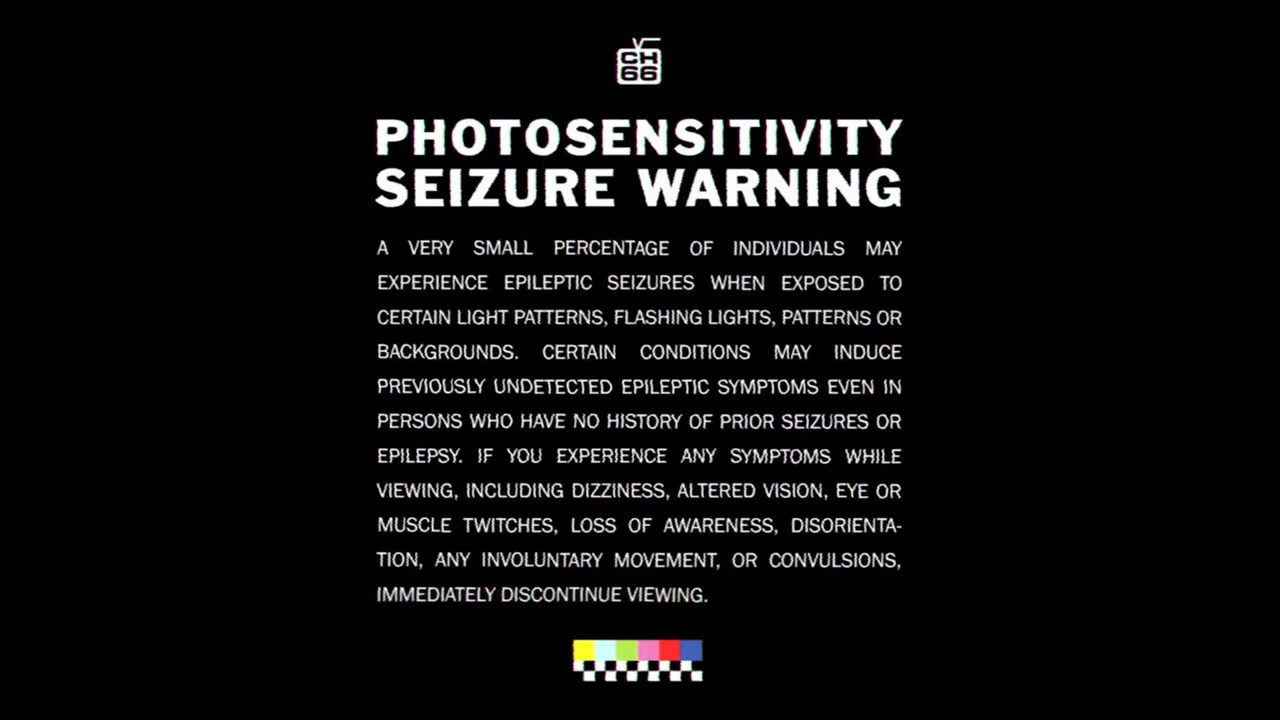 CH
66
PHOTOSENSITIVITY
SEIZURE WARNING
A VERY SMALL PERCENTAGE OF INDIVIDUALS MAY
EXPERIENCE EPILEPTIC SEIZURES WHEN EXPOSED TO
CERTAIN LIGHT PATTERNS, FLASHING LIGHTS, PATTERNS OR
BACKGROUNDS. CERTAIN CONDITIONS MAY INDUCE
PREVIOUSLY UNDETECTED EPILEPTIC SYMPTOMS EVEN IN
PERSONS WHO HAVE NO HISTORY OF PRIOR SEIZURES OR
EPILEPSY. IF YOU EXPERIENCE ANY SYMPTOMS WHILE
VIEWING, INCLUDING DIZZINESS, ALTERED VISION, EYE OR
MUSCLE TWITCHES, LOSS OF AWARENESS, DISORIENTA-
TION, ANY INVOLUNTARY MOVEMENT, OR CONVULSIONS,
IMMEDIATELY DISCONTINUE VIEWING.